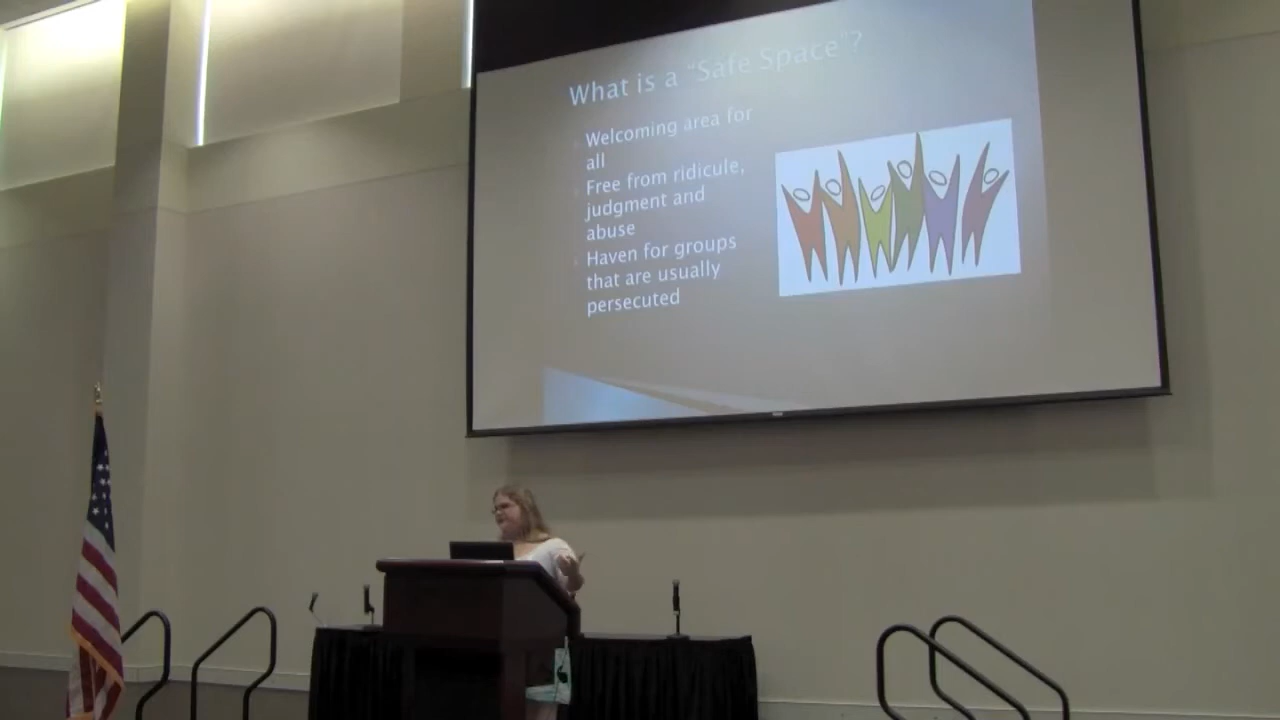 What is a "Safe Space"?
Welcoming area for
all
Free from ridicule,
judgment and
abuse
Haven for groups
that are usually
persecuted